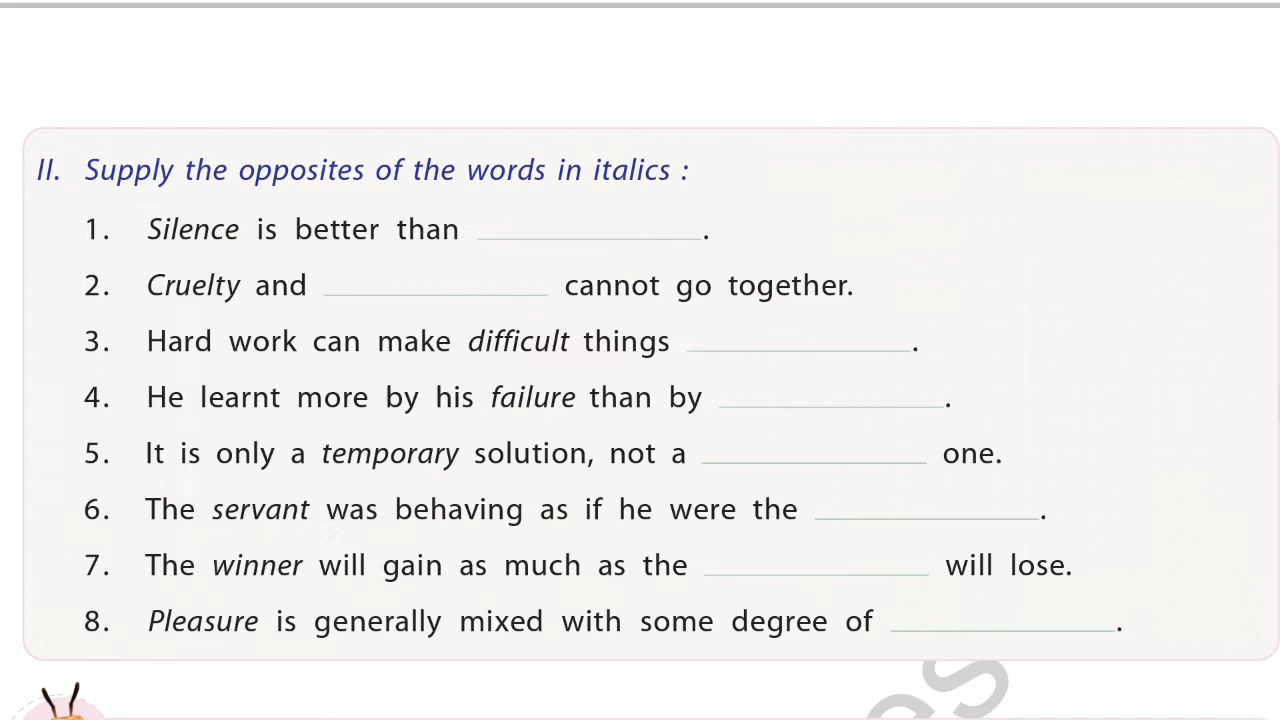 II. Supply the opposites of the words in italics :
1. Silence is better than ____________.
2. Cruelty and ____________ cannot go together.
3. Hard work can make difficult things ____________.
4. He learnt more by his failure than by ____________.
5. It is only a temporary solution, not a ____________ one.
6. The servant was behaving as if he were the ____________.
7. The winner will gain as much as the ____________ will lose.
8. Pleasure is generally mixed with some degree of ____________.